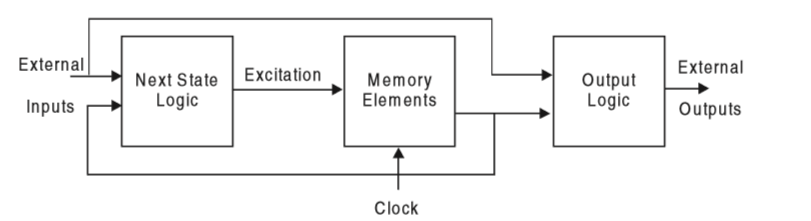 External
Inputs
Next State
Logic
Excitation
Memory
Elements
Clock
Output
Logic
External
Outputs